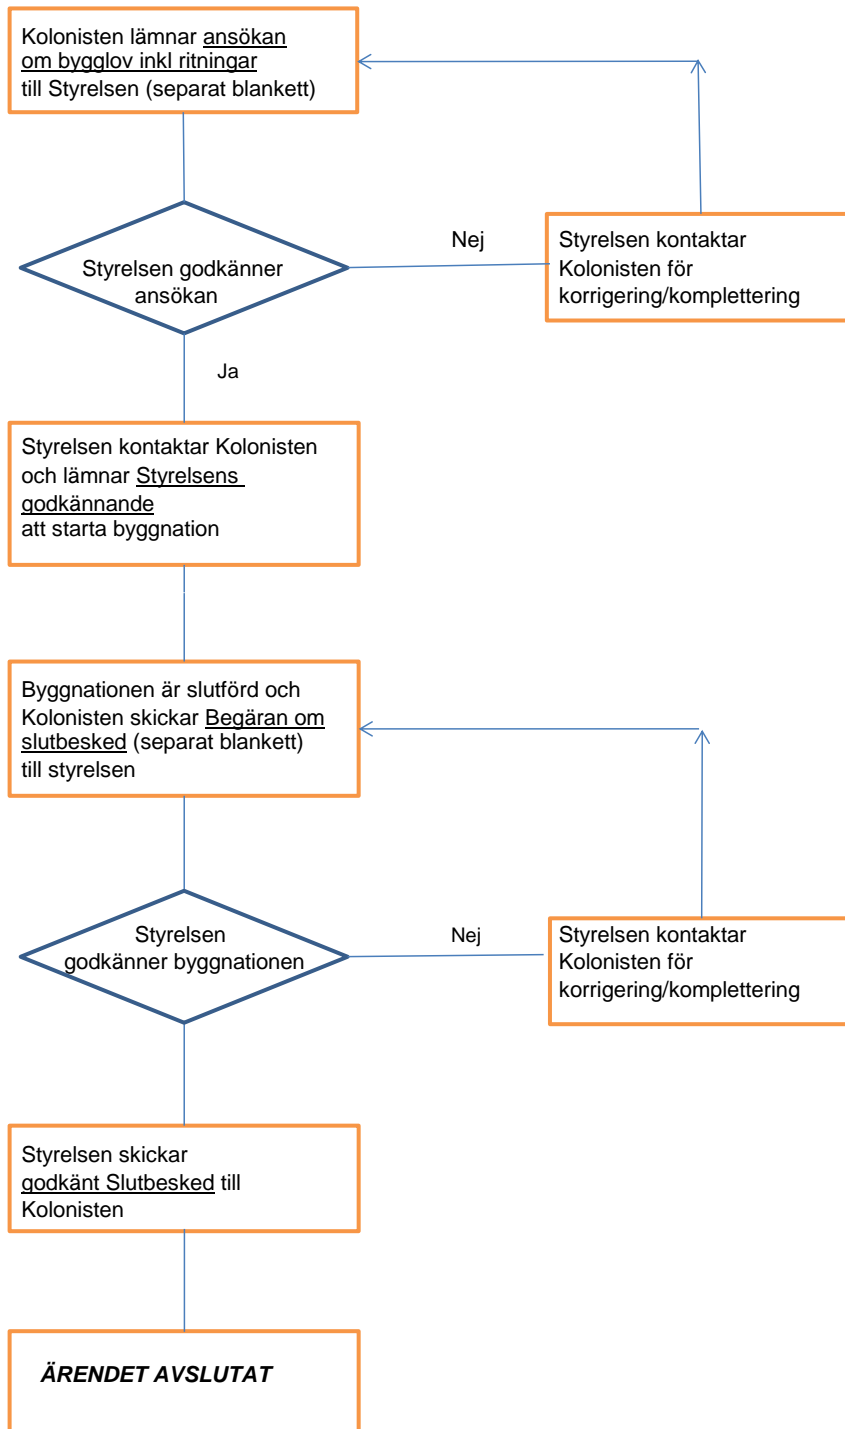 Kolonisten lämnar ansökan
om bygglov inkl ritningar
till Styrelsen (separat blankett)
Styrelsen godkänner
ansökan
Nej
Styrelsen kontaktar
Kolonisten för
korrigering/komplettering
Ja
Styrelsen kontaktar Kolonisten
och lämnar Styrelsens
godkännande
att starta byggnation
Byggnationen är slutförd och
Kolonisten skickar Begäran om
slutbesked (separat blankett)
till styrelsen
Styrelsen
godkänner byggnationen
Nej
Styrelsen kontaktar
Kolonisten för
korrigering/komplettering
Styrelsen skickar
godkänt Slutbesked till
Kolonisten
ÄRENDET AVSLUTAT